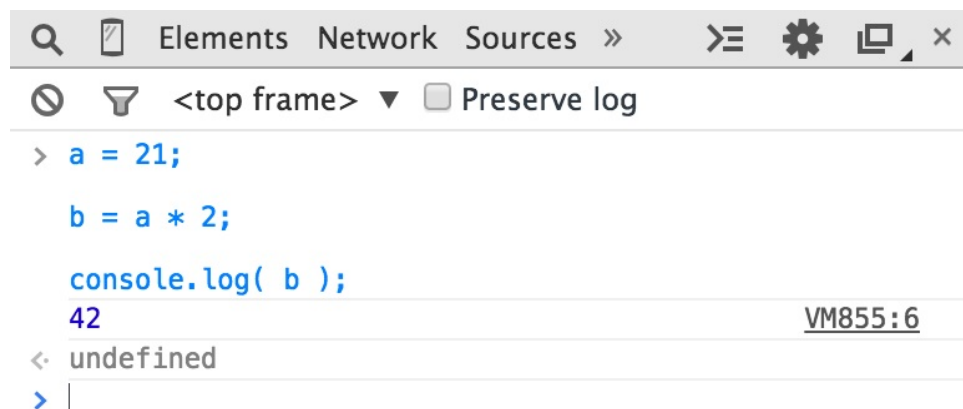 Elements Network Sources »
<top frame> ▼ Preserve log
> a = 21;
b = a * 2;
console.log( b );
42 VM855:6
undefined
>